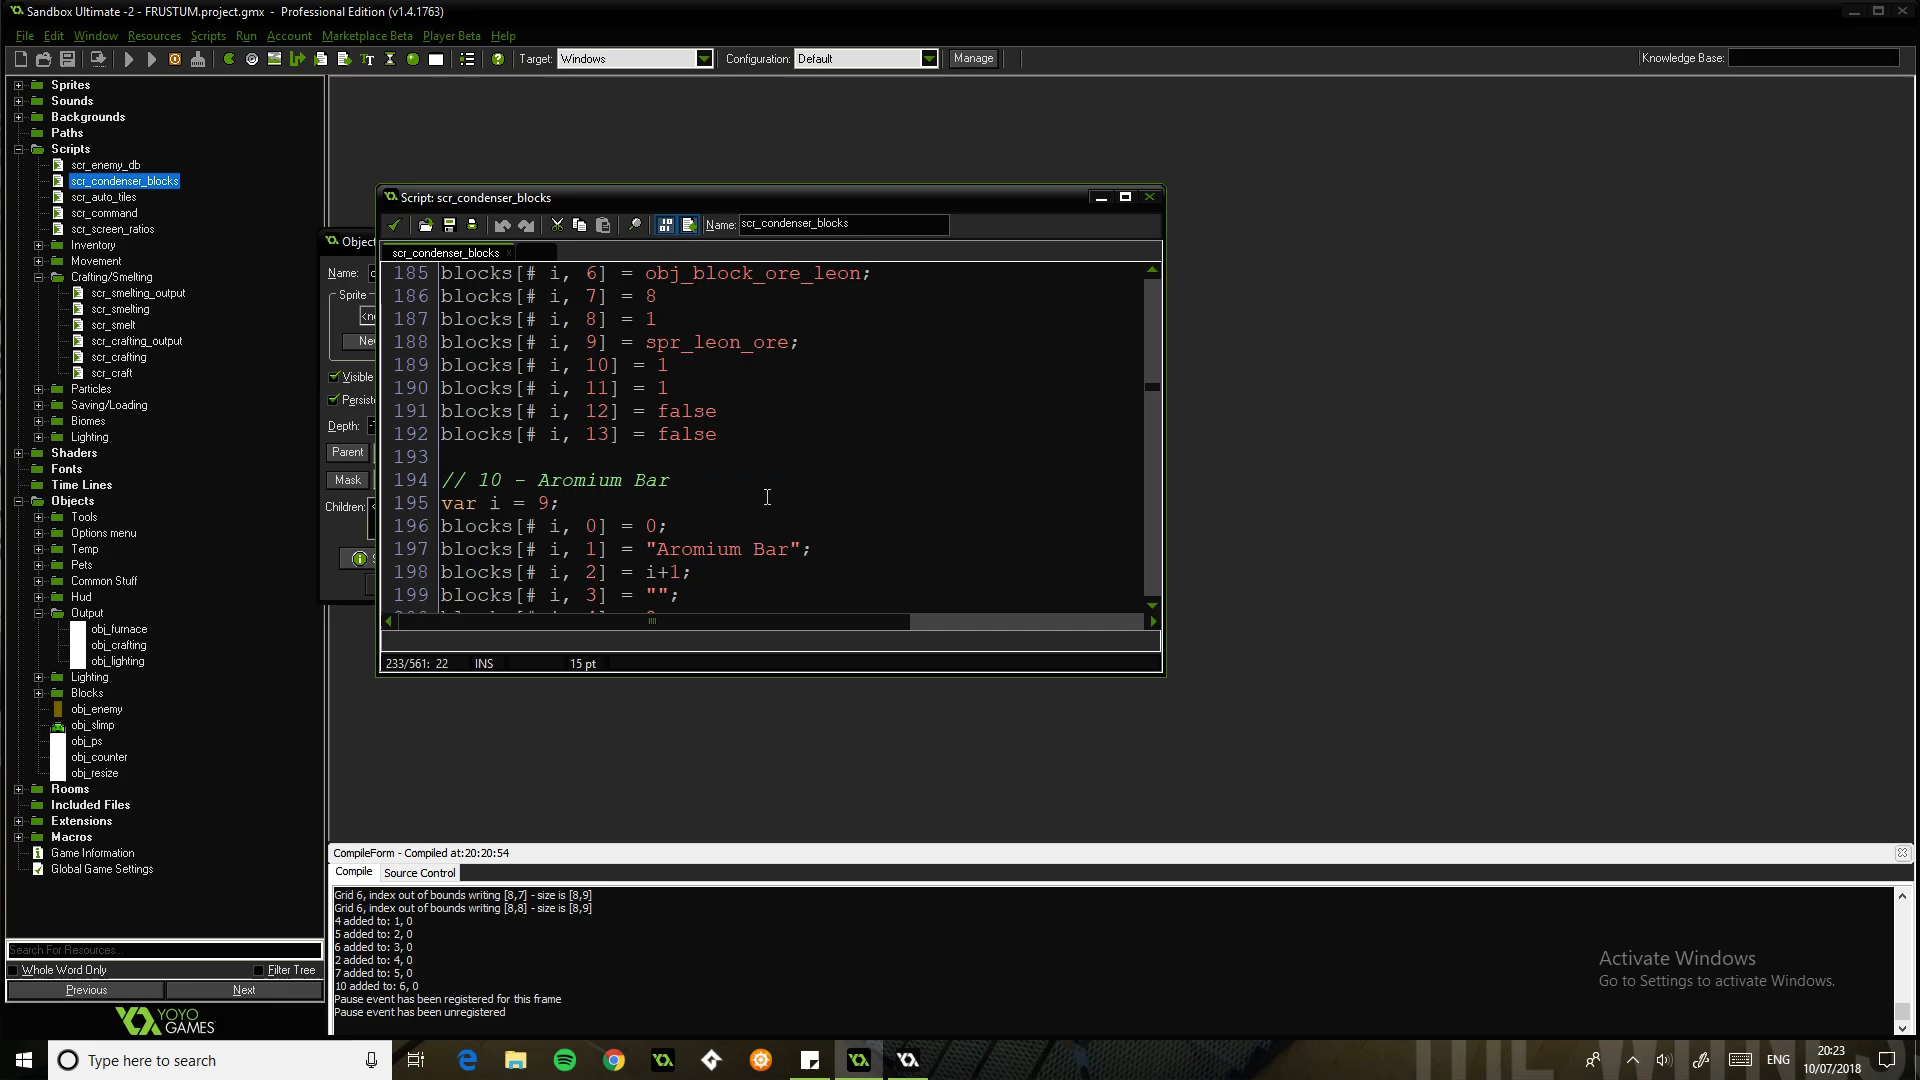 Sandbox Ultimate -2 - FRUSTUM.project.gmx - Professional Edition (v1.4.1763)
File Edit Window Resources Scripts Run Account Marketplace Beta Player Beta Help
Target: Windows Configuration: Default Manage Knowledge Base:
Sprites
Sounds
Backgrounds
Paths
Scripts
scr_enemy_db
scr_condenser_blocks
scr_auto_tiles
scr_command
scr_screen_ratios
Inventory
Movement
Crafting/Smelting
scr_smelting_output
scr_smelting
scr_smelt
scr_crafting_output
scr_crafting
scr_craft
Particles
Saving/Loading
Biomes
Lighting
Shaders
Fonts
Time Lines
Objects
Tools
Options menu
Temp
Pets
Common Stuff
Hud
Output
obj_furnace
obj_crafting
obj_lighting
Lighting
Blocks
obj_enemy
obj_slimp
obj_ps
obj_counter
obj_resize
Rooms
Included Files
Extensions
Macros
Game Information
Global Game Settings
Search For Resources...
Whole Word Only Filter Tree
Previous Next
YOYO
GAMES
Object
Name:
Sprite
Visible
Depth:
Parent
Mask
Children:
Script: scr_condenser_blocks
Name: scr_condenser_blocks
scr_condenser_blocks
185 blocks[# i, 6] = obj_block_ore_leon;
186 blocks[# i, 7] = 8
187 blocks[# i, 8] = 1
188 blocks[# i, 9] = spr_leon_ore;
189 blocks[# i, 10] = 1
190 blocks[# i, 11] = 1
191 blocks[# i, 12] = false
192 blocks[# i, 13] = false
193
194 // 10 - Aromium Bar
195 var i = 9;
196 blocks[# i, 0] = 0;
197 blocks[# i, 1] = "Aromium Bar";
198 blocks[# i, 2] = i+1;
199 blocks[# i, 3] = "";
233/561: 22 INS 15 pt
CompileForm - Compiled at:20:20:54
Compile Source Control
Grid 6, index out of bounds writing [8,7] - size is [8,9]
Grid 6, index out of bounds writing [8,8] - size is [8,9]
4 added to: 1, 0
5 added to: 2, 0
6 added to: 3, 0
2 added to: 4, 0
7 added to: 5, 0
10 added to: 6, 0
Pause event has been registered for this frame
Pause event has been unregistered
Activate Windows
Go to Settings to activate Windows.
Type here to search
ENG
20:23
10/07/2018